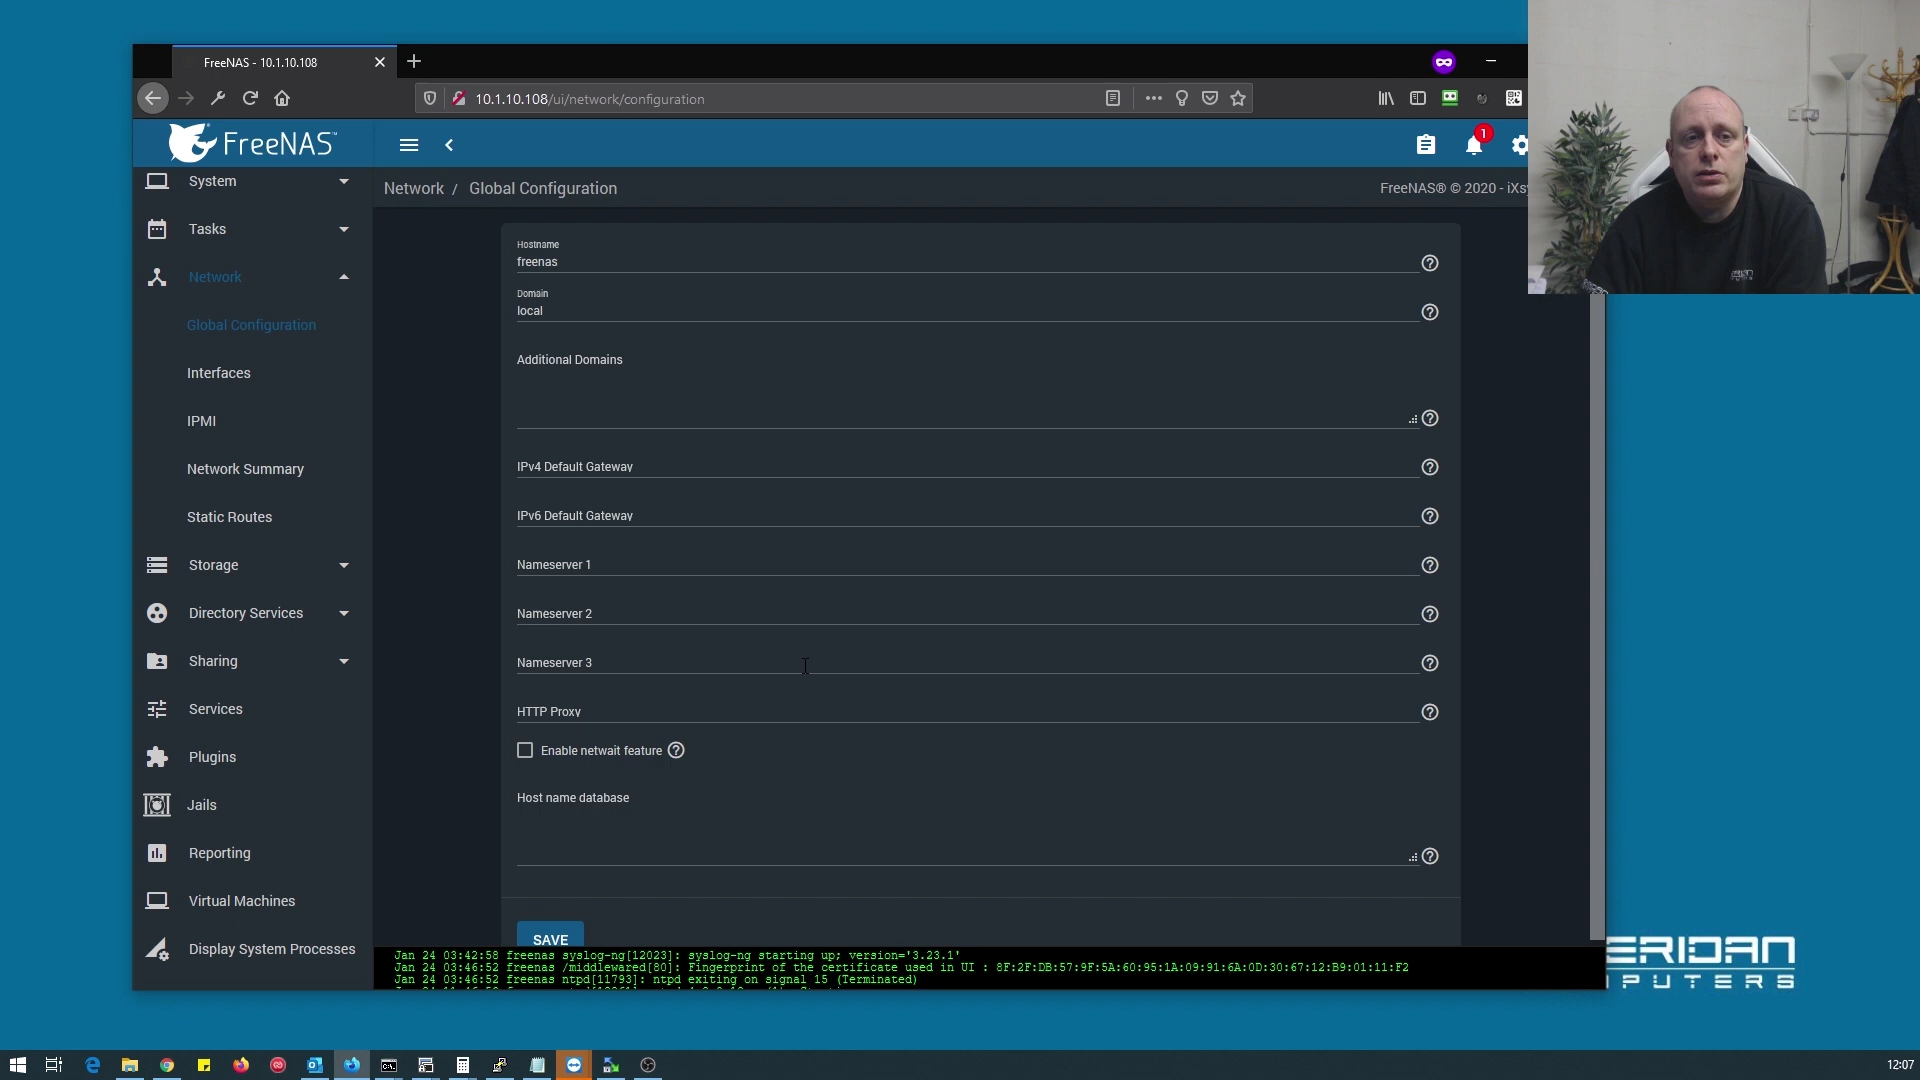 FreeNAS - 10.1.10.108
10.1.10.108/ui/network/configuration
FreeNAS™
1
Network / Global Configuration
FreeNAS® © 2020 - iXsy
System
Tasks
Network
Global Configuration
Interfaces
IPMI
Network Summary
Static Routes
Storage
Directory Services
Sharing
Services
Plugins
Jails
Reporting
Virtual Machines
Display System Processes
Hostname
freenas
Domain
local
Additional Domains
IPv4 Default Gateway
IPv6 Default Gateway
Nameserver 1
Nameserver 2
Nameserver 3
HTTP Proxy
Enable netwait feature
Host name database
SAVE
Jan 24 03:42:58 freenas syslog-ng[12023]: syslog-ng starting up; version='3.23.1'
Jan 24 03:46:52 freenas /middlewared[80]: Fingerprint of the certificate used in UI : 8F:2F:DB:57:9F:5A:60:95:1A:09:91:6A:0D:30:67:12:B9:01:11:F2
Jan 24 03:46:52 freenas ntpd[11793]: ntpd exiting on signal 15 (Terminated)
ERIDAN
PUTERS
12:07